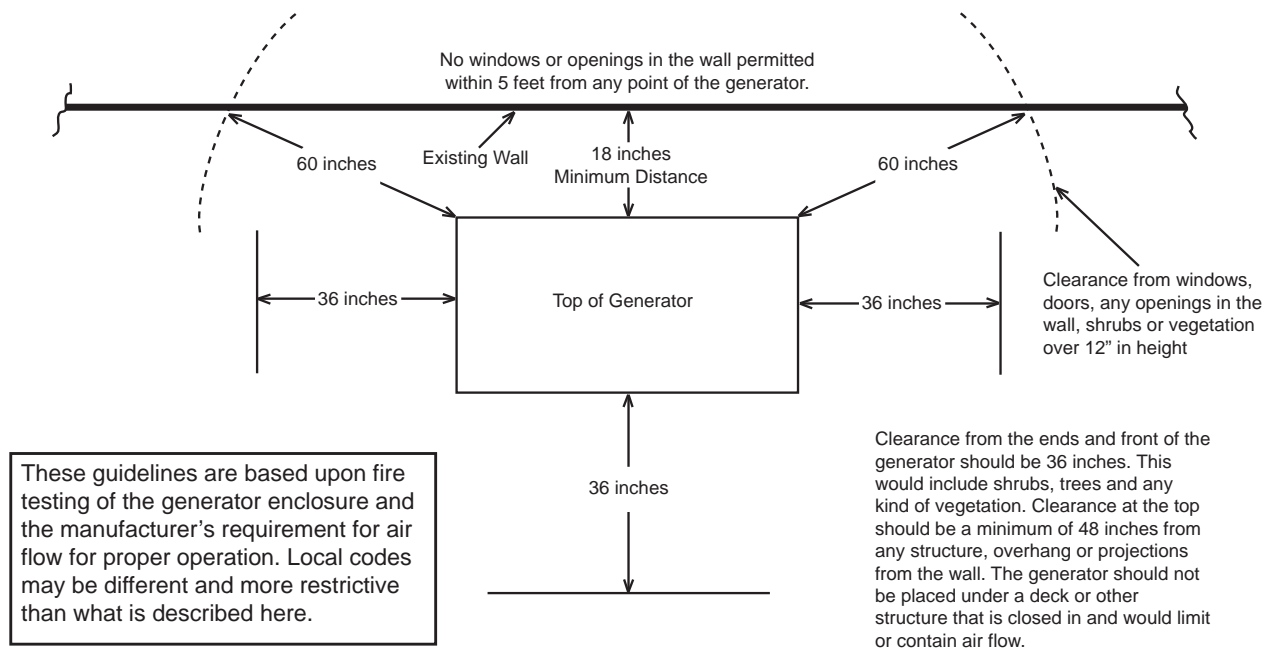 No windows or openings in the wall permitted
within 5 feet from any point of the generator.
60 inches
Existing Wall
18 inches
Minimum Distance
60 inches
36 inches
Top of Generator
36 inches
Clearance from windows,
doors, any openings in the
wall, shrubs or vegetation
over 12" in height
36 inches
These guidelines are based upon fire
testing of the generator enclosure and
the manufacturer’s requirement for air
flow for proper operation. Local codes
may be different and more restrictive
than what is described here.
Clearance from the ends and front of the
generator should be 36 inches. This
would include shrubs, trees and any
kind of vegetation. Clearance at the top
should be a minimum of 48 inches from
any structure, overhang or projections
from the wall. The generator should not
be placed under a deck or other
structure that is closed in and would limit
or contain air flow.